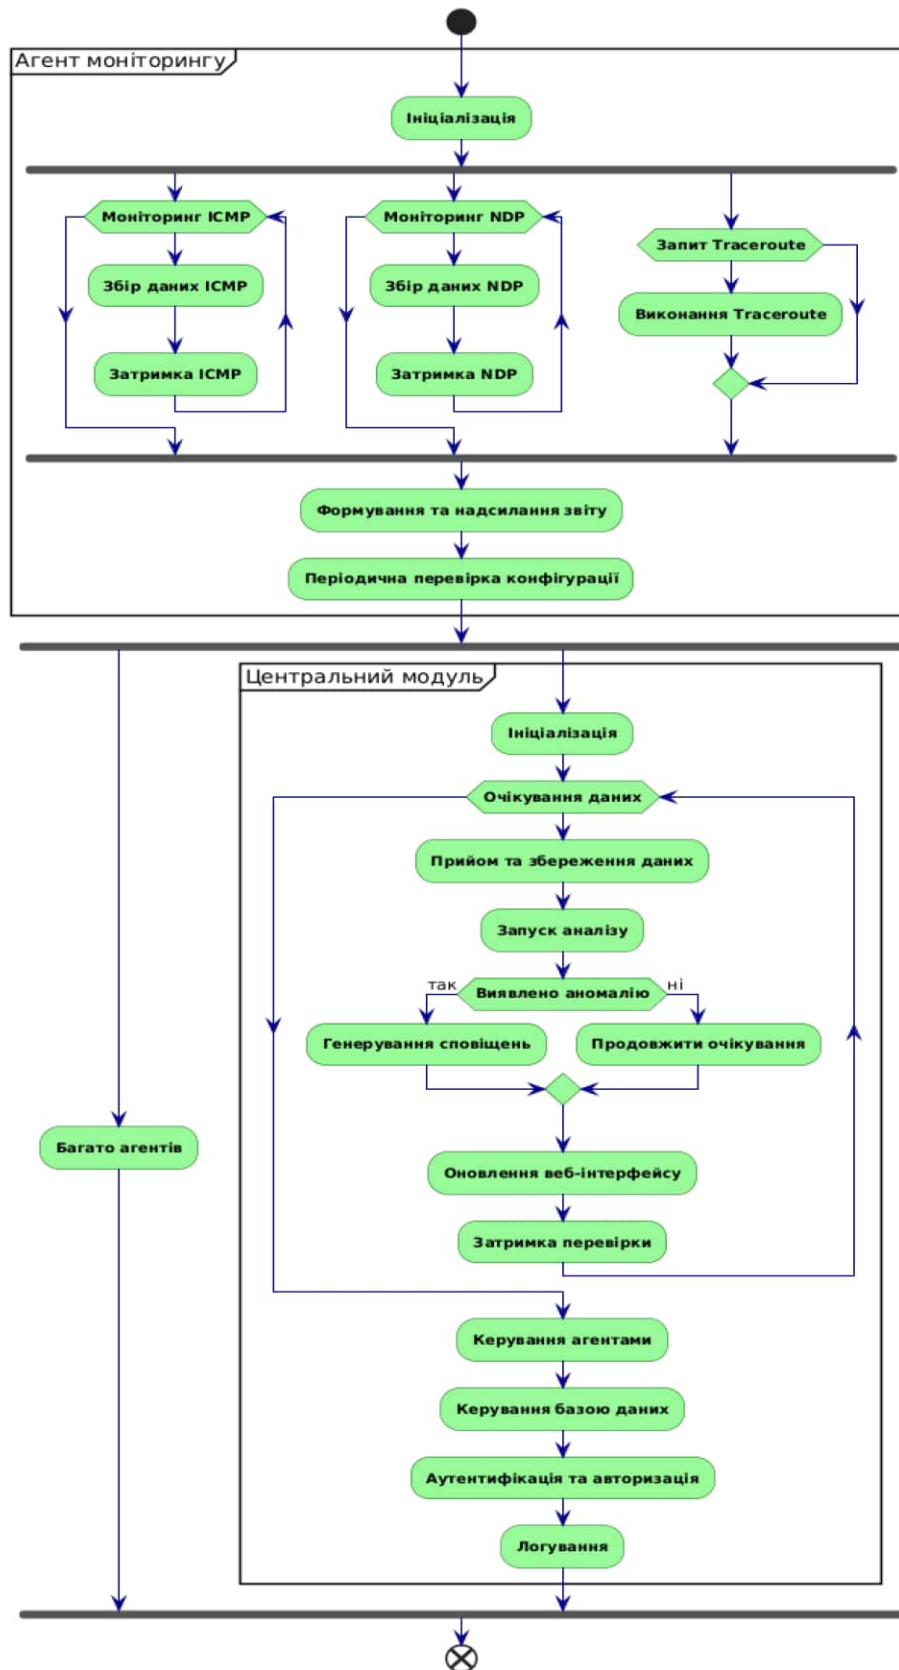 Агент моніторингу
Ініціалізація
Моніторинг ICMP
Моніторинг NDP
Запит Traceroute
Збір даних ICMP
Збір даних NDP
Виконання Traceroute
Затримка ICMP
Затримка NDP
Формування та надсилання звіту
Періодична перевірка конфігурації
Центральний модуль
Ініціалізація
Очікування даних
Прийом та збереження даних
Запуск аналізу
так
Виявлено аномалію
ні
Генерування сповіщень
Продовжити очікування
Багато агентів
Оновлення веб-інтерфейсу
Затримка перевірки
Керування агентами
Керування базою даних
Аутентифікація та авторизація
Логування